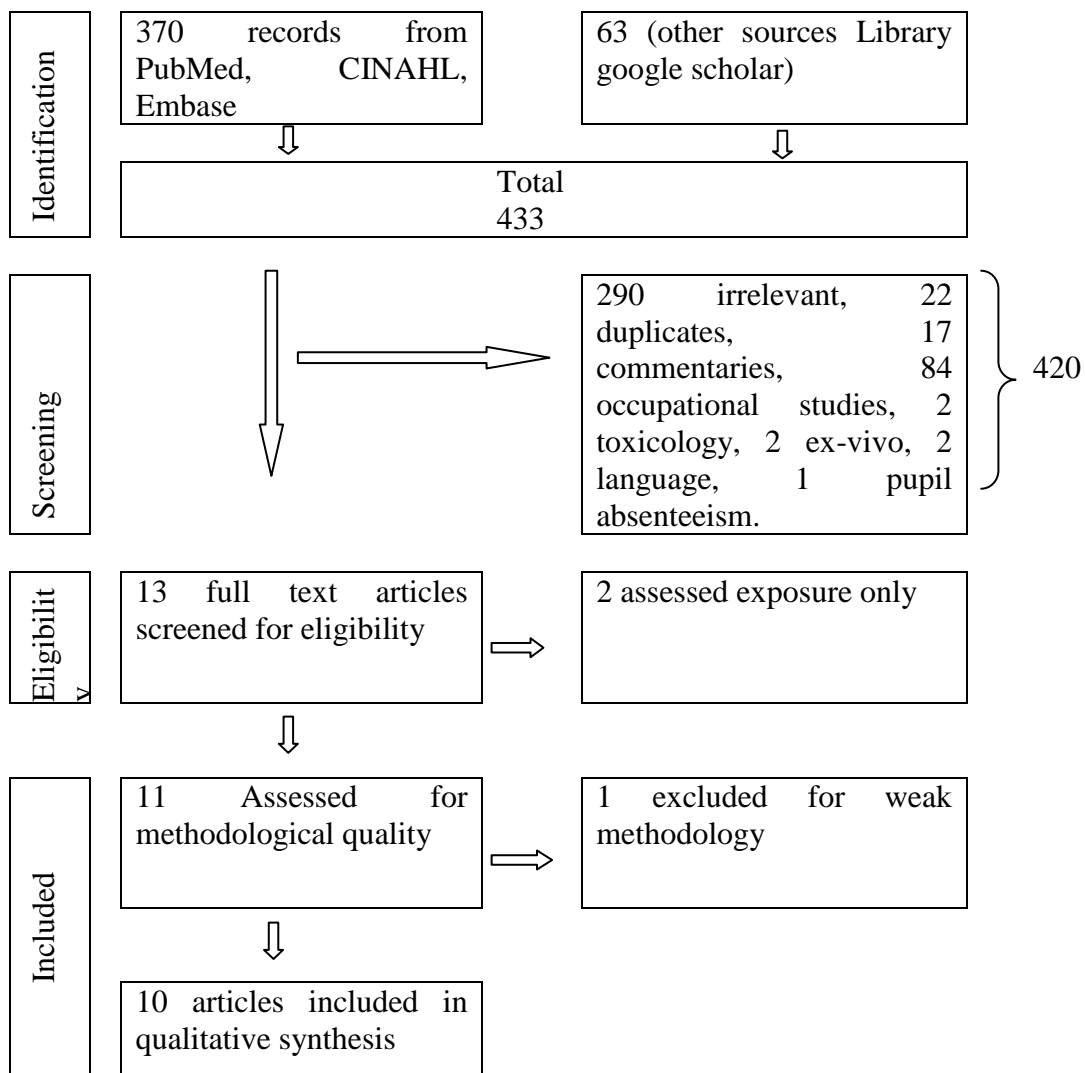 Identification
370 records from
PubMed, CINAHL,
Embase
63 (other sources Library
google scholar)
Total
433
Screening
290 irrelevant, 22
duplicates, 17
commentaries, 84
occupational studies, 2
toxicology, 2 ex-vivo, 2
language, 1 pupil
absenteeism.
420
Eligibilit
y
13 full text articles
screened for eligibility
2 assessed exposure only
Included
11 Assessed for
methodological quality
1 excluded for weak
methodology
10 articles included in
qualitative synthesis